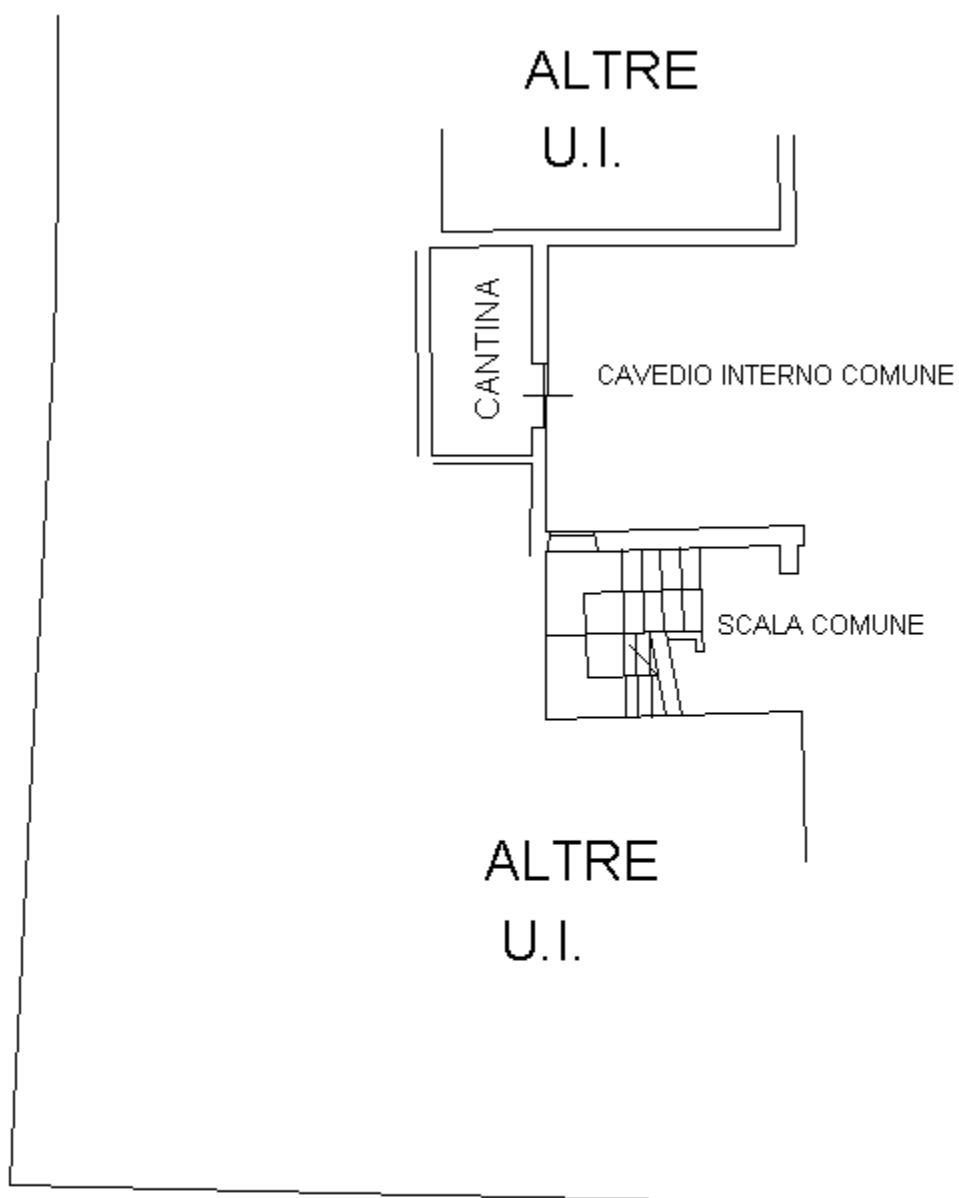 ALTRE
U.I.
CANTINA
CAVEDIO INTERNO COMUNE
SCALA COMUNE
ALTRE
U.I.